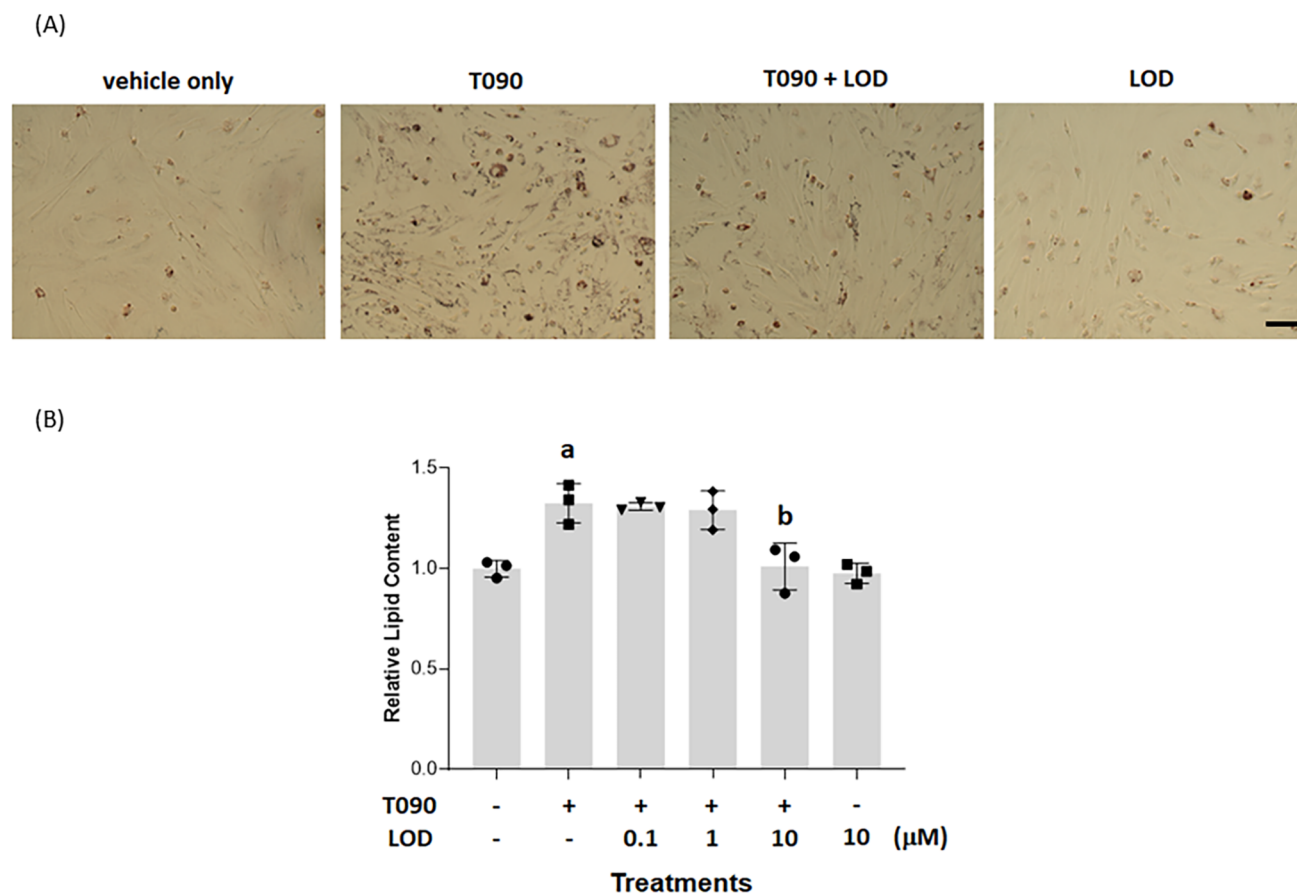 (A)
vehicle only T090 T090 + LOD LOD
(B)
a
b
1.5
1.0
0.5
0.0
Relative Lipid Content
T090 - + + + + -
LOD - - 0.1 1 10 10 (μM)
Treatments